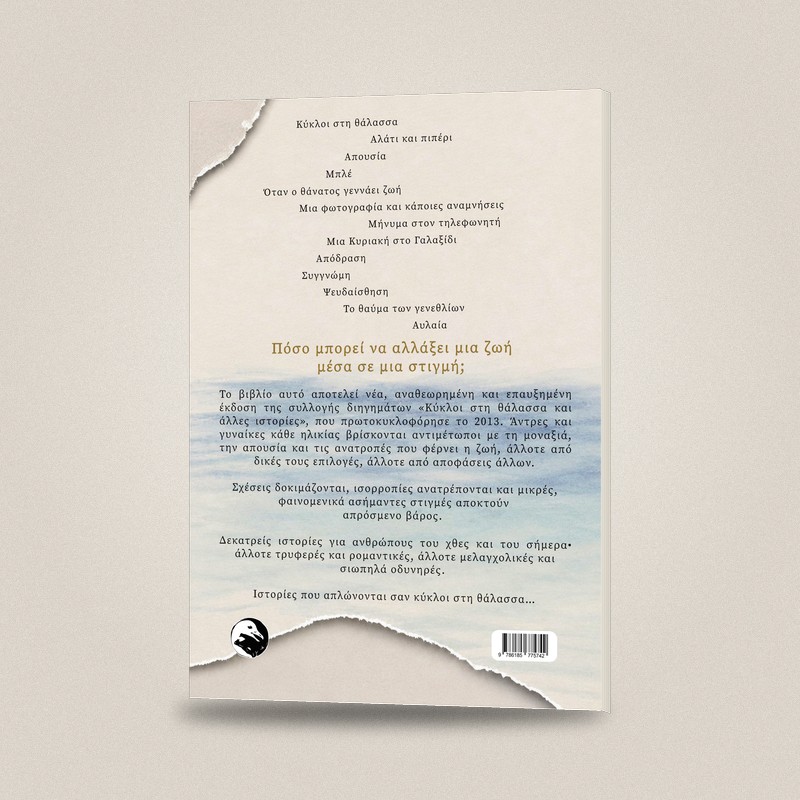 Κύκλοι στη θάλασσα
Αλάτι και πιπέρι
Απουσία
Μπλέ
Όταν ο θάνατος γεννάει ζωή
Μια φωτογραφία και κάποιες αναμνήσεις
Μήνυμα στον τηλεφωνητή
Μια Κυριακή στο Γαλαξίδι
Απόδραση
Συγγνώμη
Ψευδαίσθηση
Το θαύμα των γενεθλίων
Αυλαία
Πόσο μπορεί να αλλάξει μια ζωή
μέσα σε μια στιγμή;
Το βιβλίο αυτό αποτελεί νέα, αναθεωρημένη και επαυξημένη
έκδοση της συλλογής διηγημάτων «Κύκλοι στη θάλασσα και
άλλες ιστορίες», που πρωτοκυκλοφόρησε το 2013. Άντρες και
γυναίκες κάθε ηλικίας βρίσκονται αντιμέτωποι με τη μοναξιά,
την απουσία και τις ανατροπές που φέρνει η ζωή, άλλοτε από
δικές τους επιλογές, άλλοτε από αποφάσεις άλλων.
Σχέσεις δοκιμάζονται, ισορροπίες ανατρέπονται και μικρές,
φαινομενικά ασήμαντες στιγμές αποκτούν
απρόσμενο βάρος.
Δεκατρείς ιστορίες για ανθρώπους του χθες και του σήμερα•
άλλοτε τρυφερές και ρομαντικές, άλλοτε μελαγχολικές και
σιωπηλά οδυνηρές.
Ιστορίες που απλώνονται σαν κύκλοι στη θάλασσα...
9 786185 775742